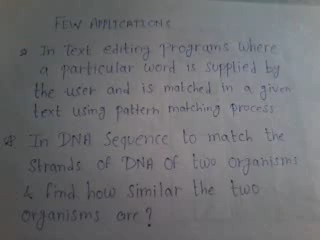 FEW APPLICATIONS
In Text editing programs where
a particular word is supplied by
the user and is matched in a given
text using pattern matching process
In DNA Sequence to match the
Strands of DNA of two organisms
& find how similar the two
organisms are?